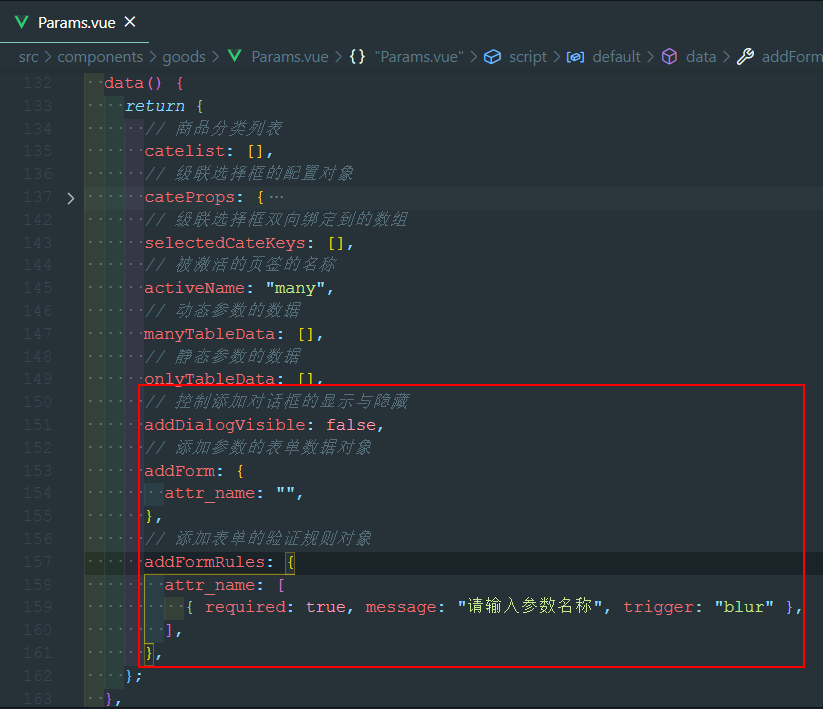 Params.vue ×
src > components > goods > Params.vue > {} "Params.vue" > script > default > data > addForm
132 data() {
133 return {
134 // 商品分类列表
135 catelist: [],
136 // 级联选择框的配置对象
137 cateProps: { …
142 // 级联选择框双向绑定到的数组
143 selectedCateKeys: [],
144 // 被激活的页签的名称
145 activeName: "many",
146 // 动态参数的数据
147 manyTableData: [],
148 // 静态参数的数据
149 onlyTableData: [],
150 // 控制添加对话框的显示与隐藏
151 addDialogVisible: false,
152 // 添加参数的表单数据对象
153 addForm: {
154 attr_name: "",
155 },
156 // 添加表单的验证规则对象
157 addFormRules: {
158 attr_name: [
159 { required: true, message: "请输入参数名称", trigger: "blur" },
160 ],
161 },
162 };
163 },